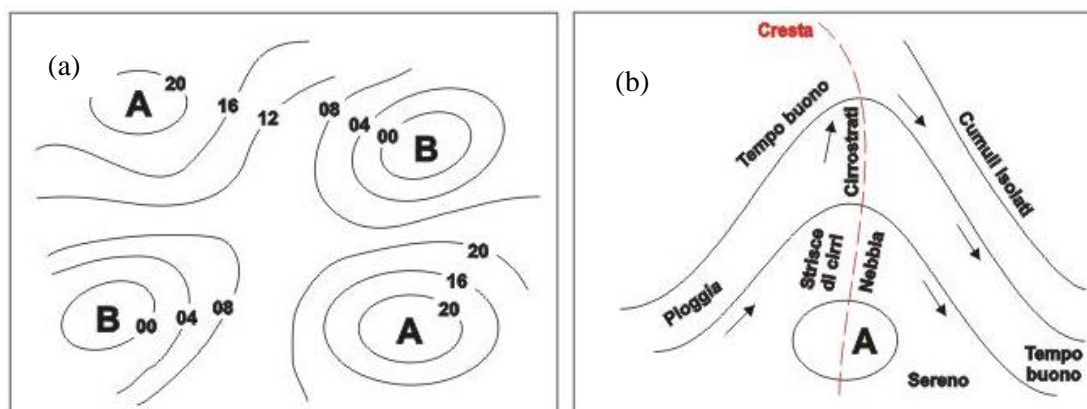 (a)
20
A
16
12
08
04
00
B
20
16
20
A
B
00
04
08
(b)
Cresta
Tempo buono
Cirrostrati
Cumuli isolati
Pioggia
Strisce
di cirri
Nebbia
A
Sereno
Tempo
buono